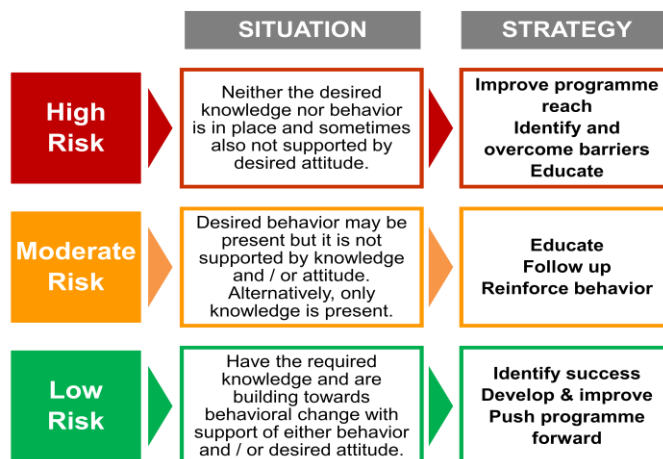 SITUATION
STRATEGY
High
Risk
Neither the desired
knowledge nor behavior
is in place and sometimes
also not supported by
desired attitude.
Improve programme
reach
Identify and
overcome barriers
Educate
Moderate
Risk
Desired behavior may be
present but it is not
supported by knowledge
and / or attitude.
Alternatively, only
knowledge is present.
Educate
Follow up
Reinforce behavior
Low
Risk
Have the required
knowledge and are
building towards
behavioral change with
support of either behavior
and / or desired attitude.
Identify success
Develop & improve
Push programme
forward